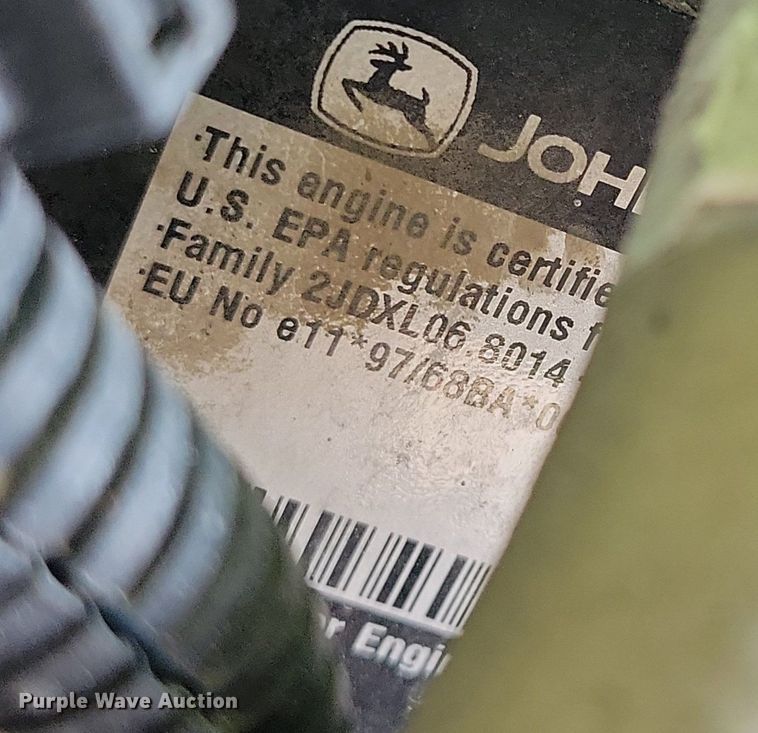 JOH
·This engine is certifie
U.S. EPA regulations f
·Family 2JDXL06.8014
·EU No e11*97/68BA*0
r Engi
Purple Wave Auction